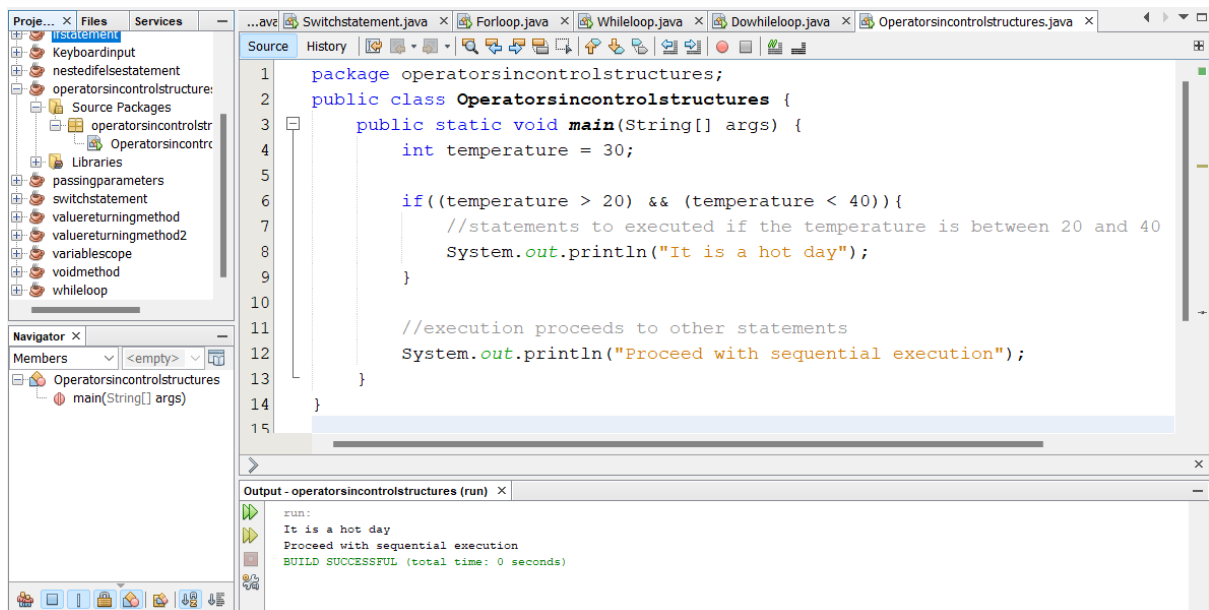 Proje... × Files Services –
...ava Switchstatement.java × Forloop.java × Whileloop.java × Dowhileloop.java × Operatorsincontrolstructures.java ×
ifstatement
Keyboardinput
nestedifelsestatement
operatorsincontrolstructure
Source Packages
operatorsincontrolstr
Operatorsincontro
Libraries
passingparameters
switchstatement
valuereturningmethod
valuereturningmethod2
variablescope
voidmethod
whileloop
Navigator ×
Members <empty>
Operatorsincontrolstructures
main(String[] args)
Source History
1 package operatorsincontrolstructures;
2 public class Operatorsincontrolstructures {
3 public static void main(String[] args) {
4 int temperature = 30;
5
6 if((temperature > 20) && (temperature < 40)){
7 //statements to executed if the temperature is between 20 and 40
8 System.out.println("It is a hot day");
9 }
10
11 //execution proceeds to other statements
12 System.out.println("Proceed with sequential execution");
13 }
14 }
15
Output - operatorsincontrolstructures (run) ×
run:
It is a hot day
Proceed with sequential execution
BUILD SUCCESSFUL (total time: 0 seconds)